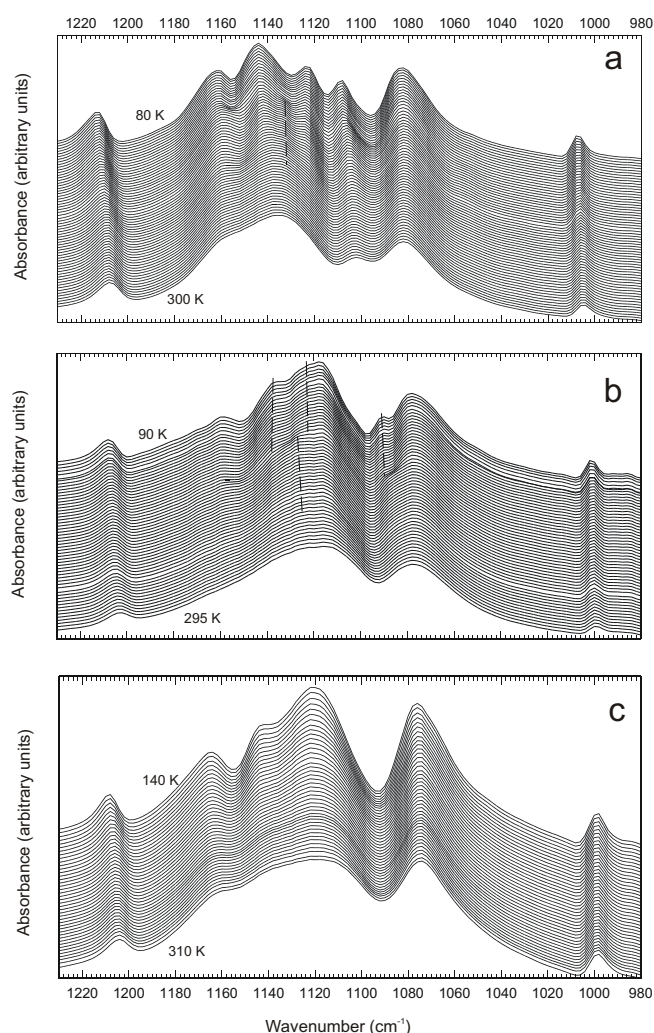 1220 1200 1180 1160 1140 1120 1100 1080 1060 1040 1020 1000 980
a
80 K
Absorbance (arbitrary units)
300 K
b
90 K
Absorbance (arbitrary units)
295 K
c
140 K
Absorbance (arbitrary units)
310 K
1220 1200 1180 1160 1140 1120 1100 1080 1060 1040 1020 1000 980
Wavenumber (cm⁻¹)